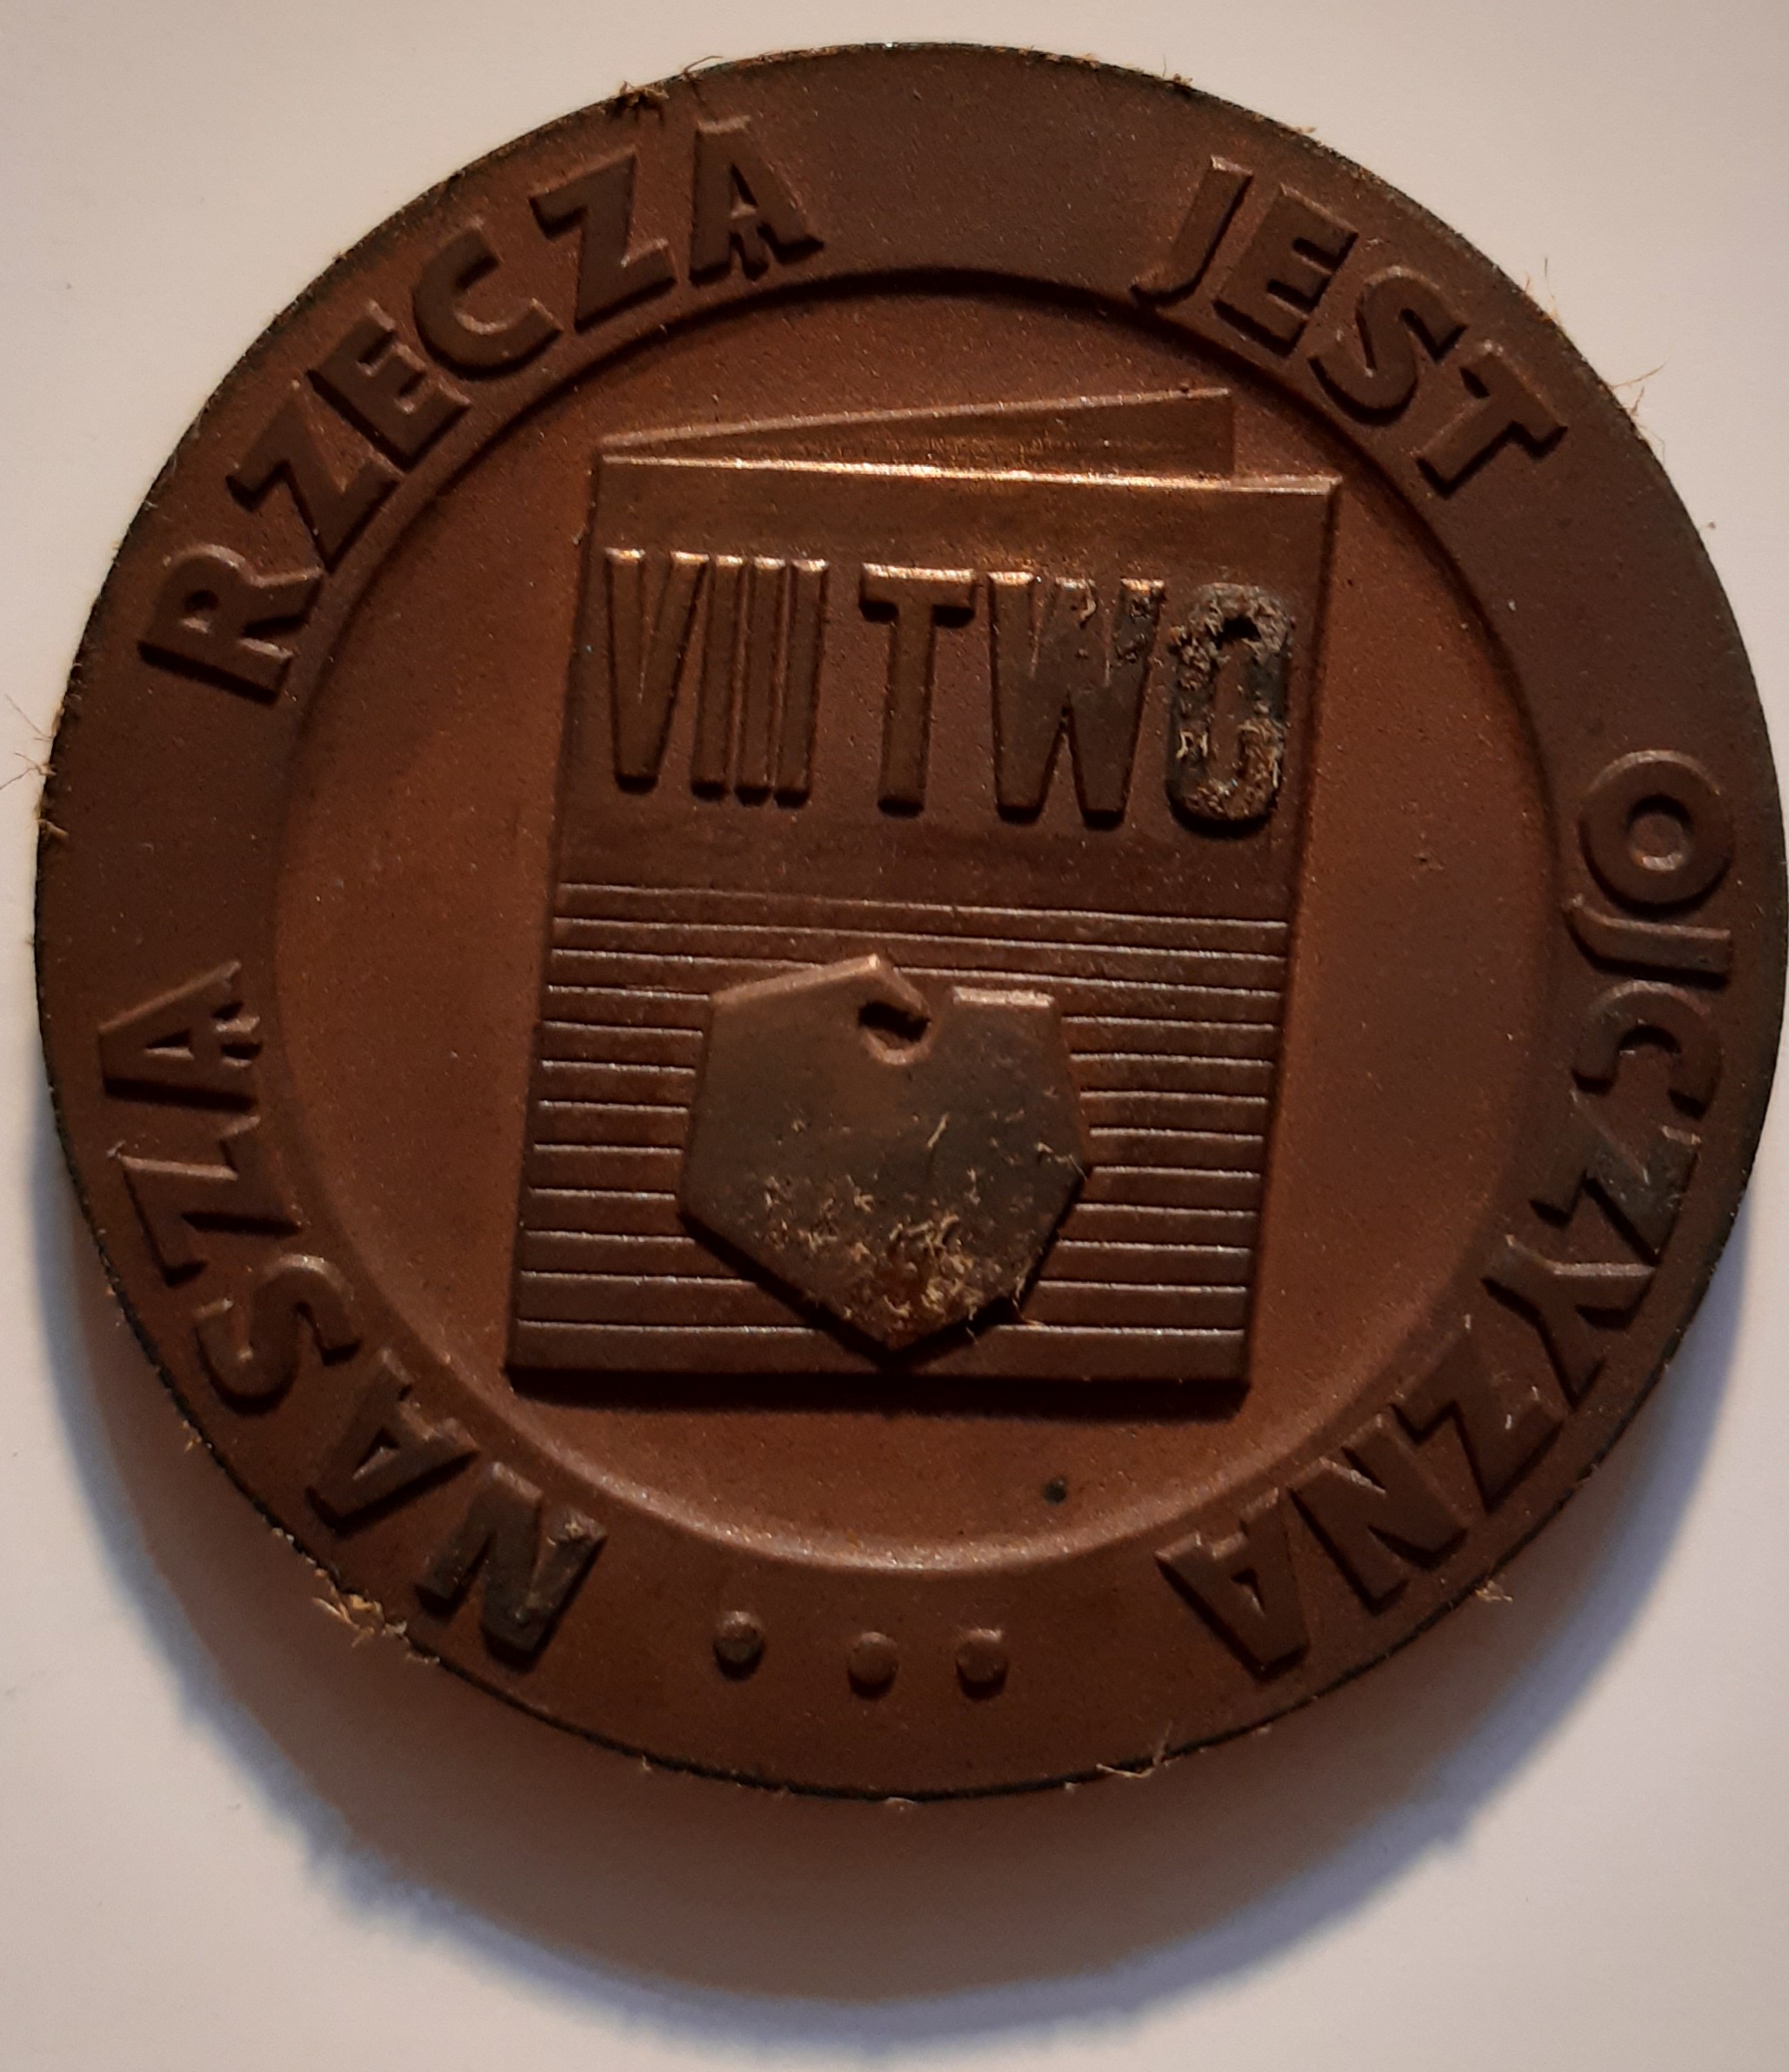 ... NASZĄ RZECZĄ JEST OJCZYZNA
VIII TWO